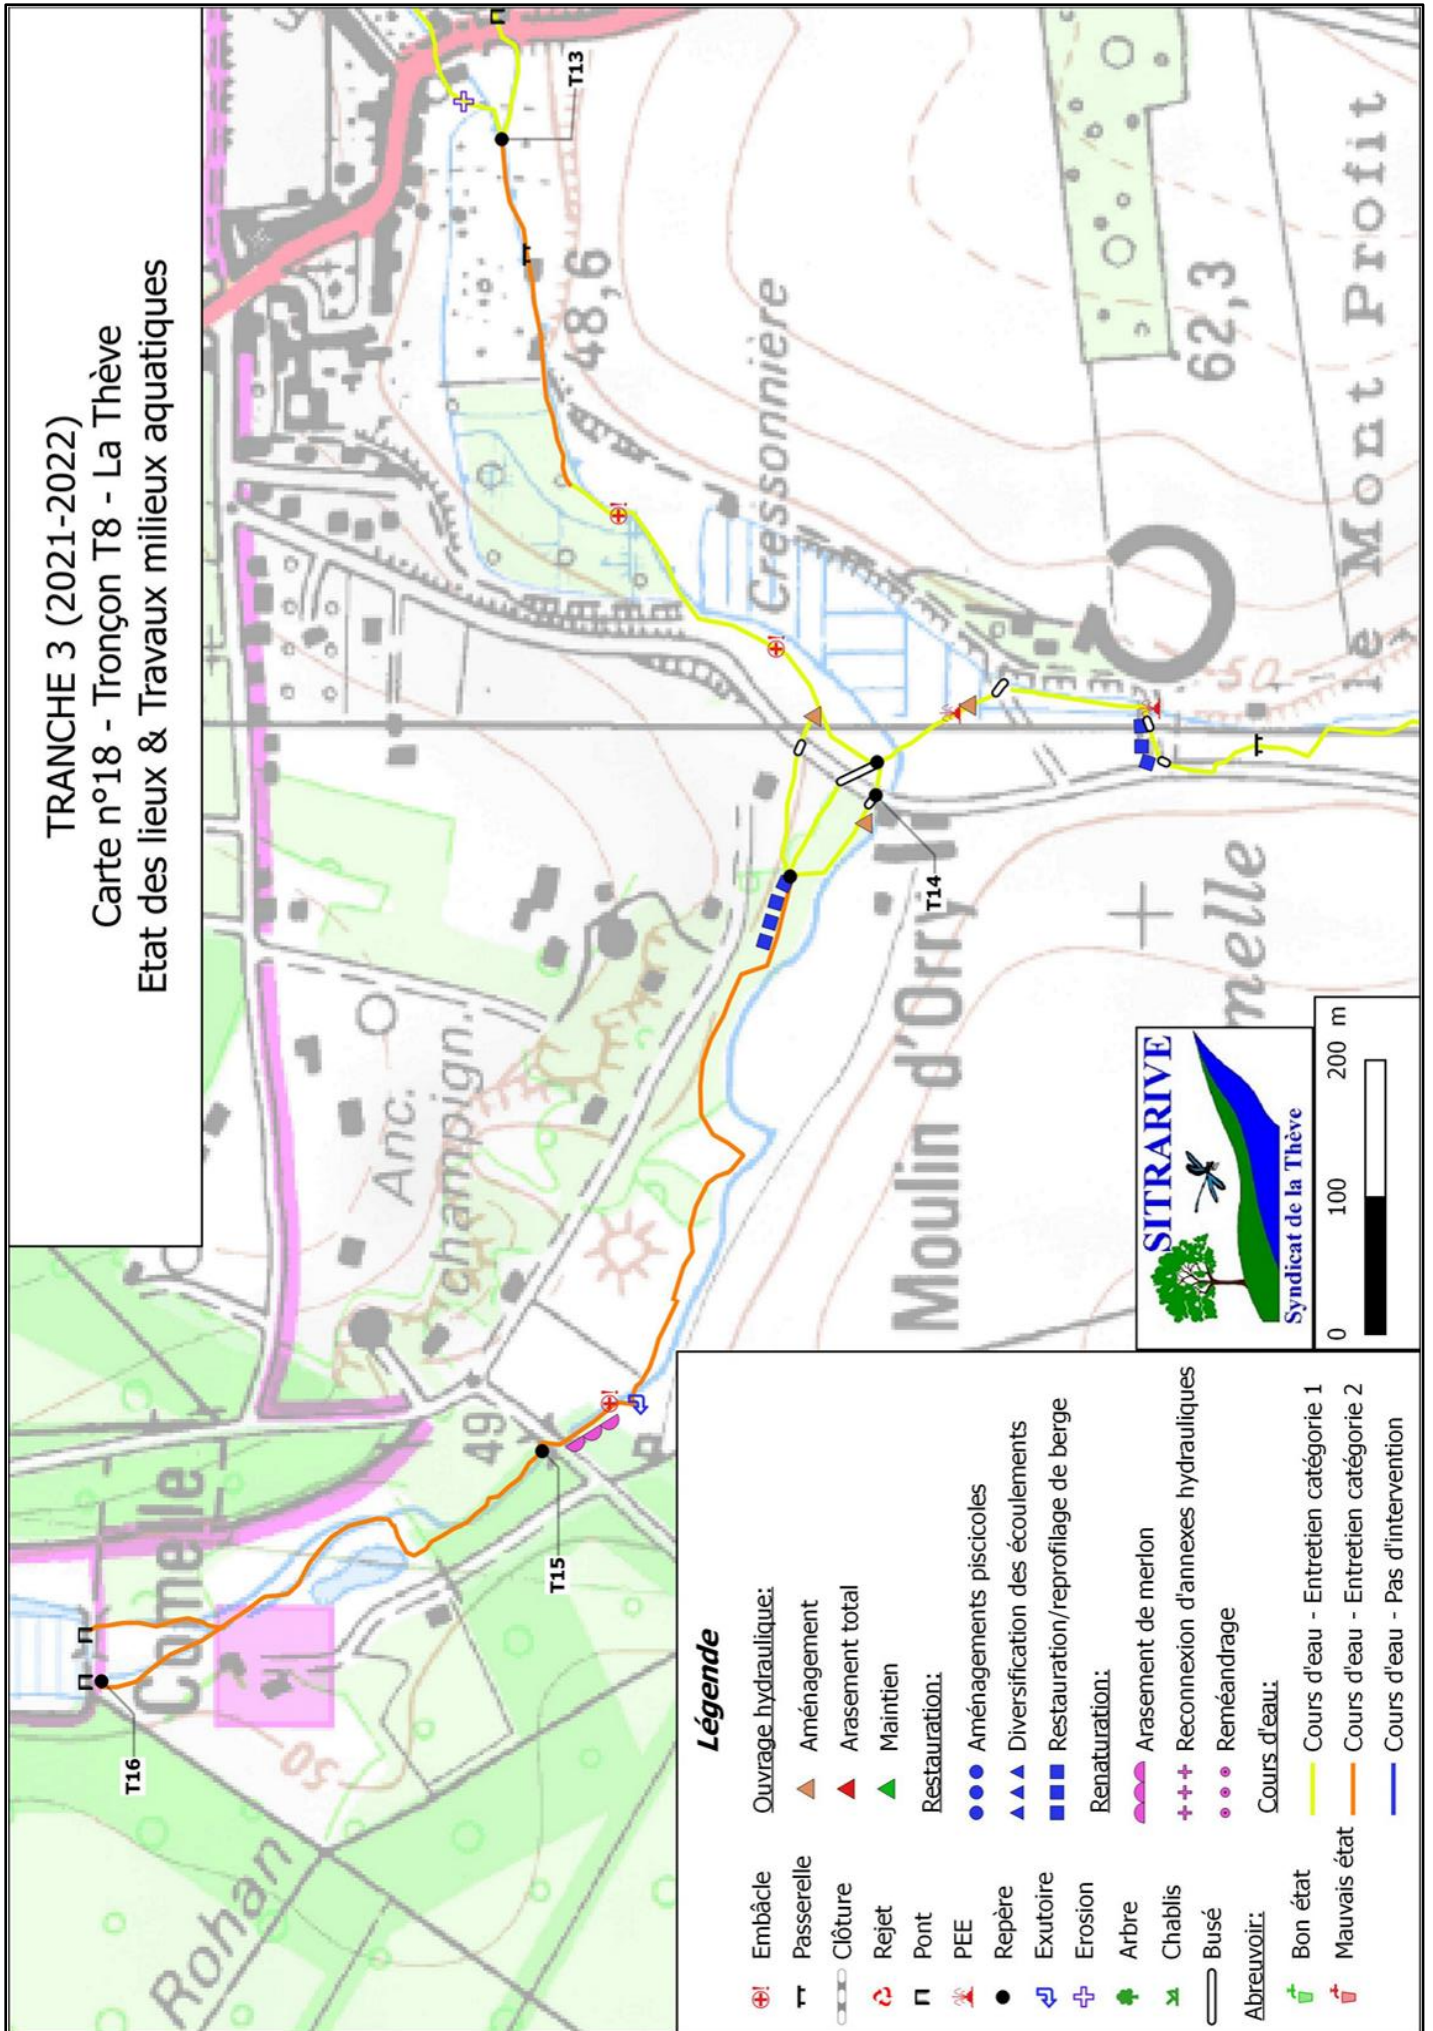 TRANCHE 3 (2021-2022)
Carte n°18 - Tronçon T8 - La Thève
Etat des lieux & Travaux milieux aquatiques
T13
48,6
Cressonnière
62,3
le Mont Profit
50
T14
Moulin d'Orry
melle
Anc.
champign.
49
T15
Comelle
T16
50
Rohan
SITRARIVE
Syndicat de la Thève
0 100 200 m
Légende
Embâcle
Passerelle
Clôture
Rejet
Pont
PEE
Repère
Exutoire
Erosion
Arbre
Chablis
Busé
Abreuvoir:
Bon état
Mauvais état
Ouvrage hydraulique:
Aménagement
Arasement total
Maintien
Restauration:
Aménagements piscicoles
Diversification des écoulements
Restauration/reprofilage de berge
Renaturation:
Arasement de merlon
Reconnexion d'annexes hydrauliques
Reméandrage
Cours d'eau:
Cours d'eau - Entretien catégorie 1
Cours d'eau - Entretien catégorie 2
Cours d'eau - Pas d'intervention